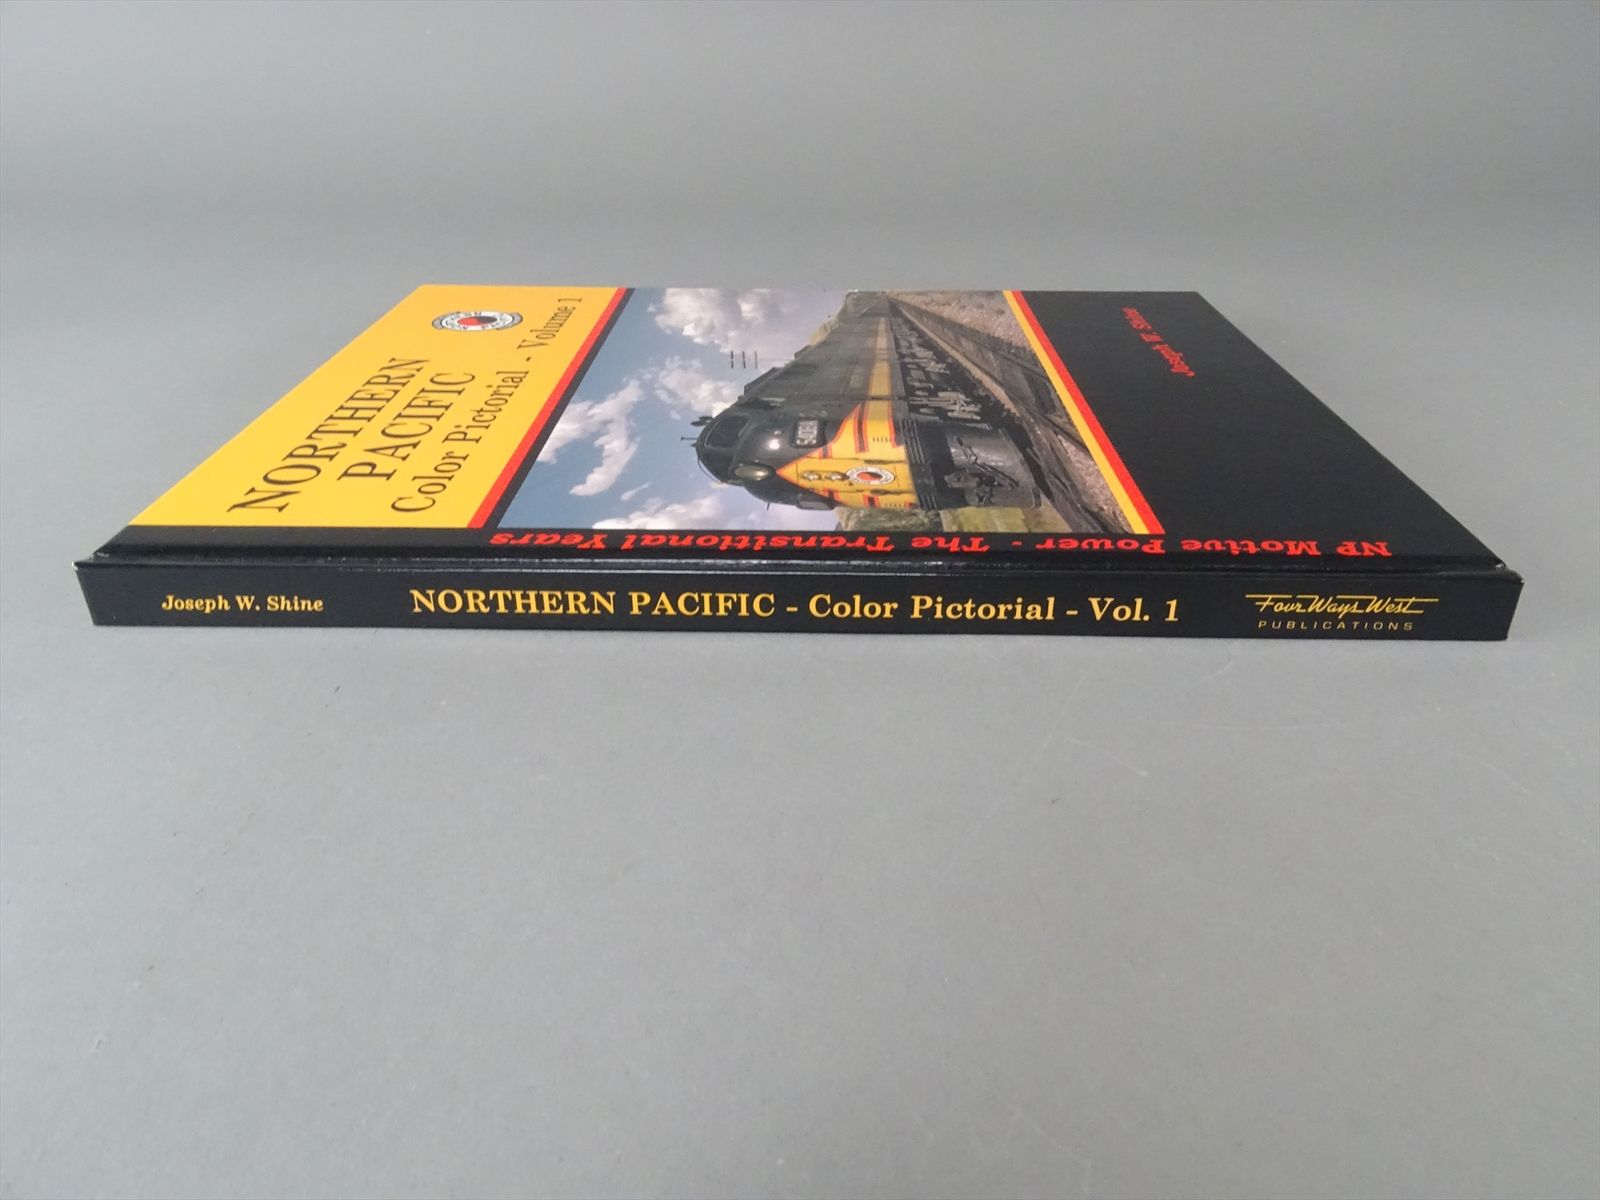 NORTHERN
PACIFIC
Color Pictorial - Volume 1
NP Motive Power - The Transitional Years
Joseph W. Shine
Joseph W. Shine
NORTHERN PACIFIC - Color Pictorial - Vol. 1
Four Ways West
PUBLICATIONS